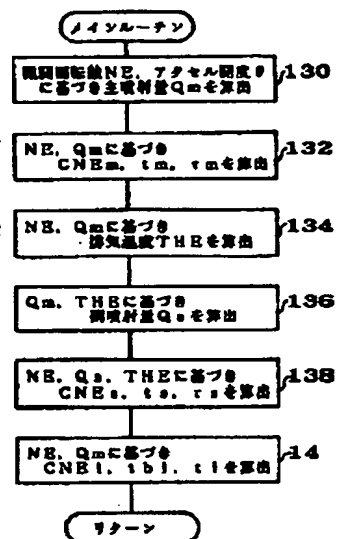 メインルーチン
機関回転数NE、アクセル開度θ
に基づき主噴射量Qmを算出
130
NE、Qmに基づき
CNEm、tm、τmを算出
132
NE、Qmに基づき
排気温度THEを算出
134
Qm、THEに基づき
副噴射量Qsを算出
136
NE、Qs、THEに基づき
CNEs、ts、τsを算出
138
NE、Qmに基づき
CNEi、tbi、tiを算出
14
リターン